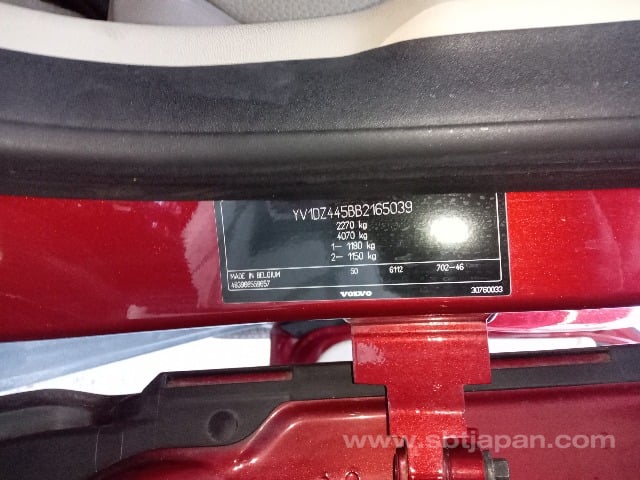 YV1DZ445BB2165039
2270 kg
4070 kg
1- 1180 kg
2- 1150 kg
MADE IN BELGIUM 50 6112 702-46
VOLVO 30760033
www.sbtjapan.com